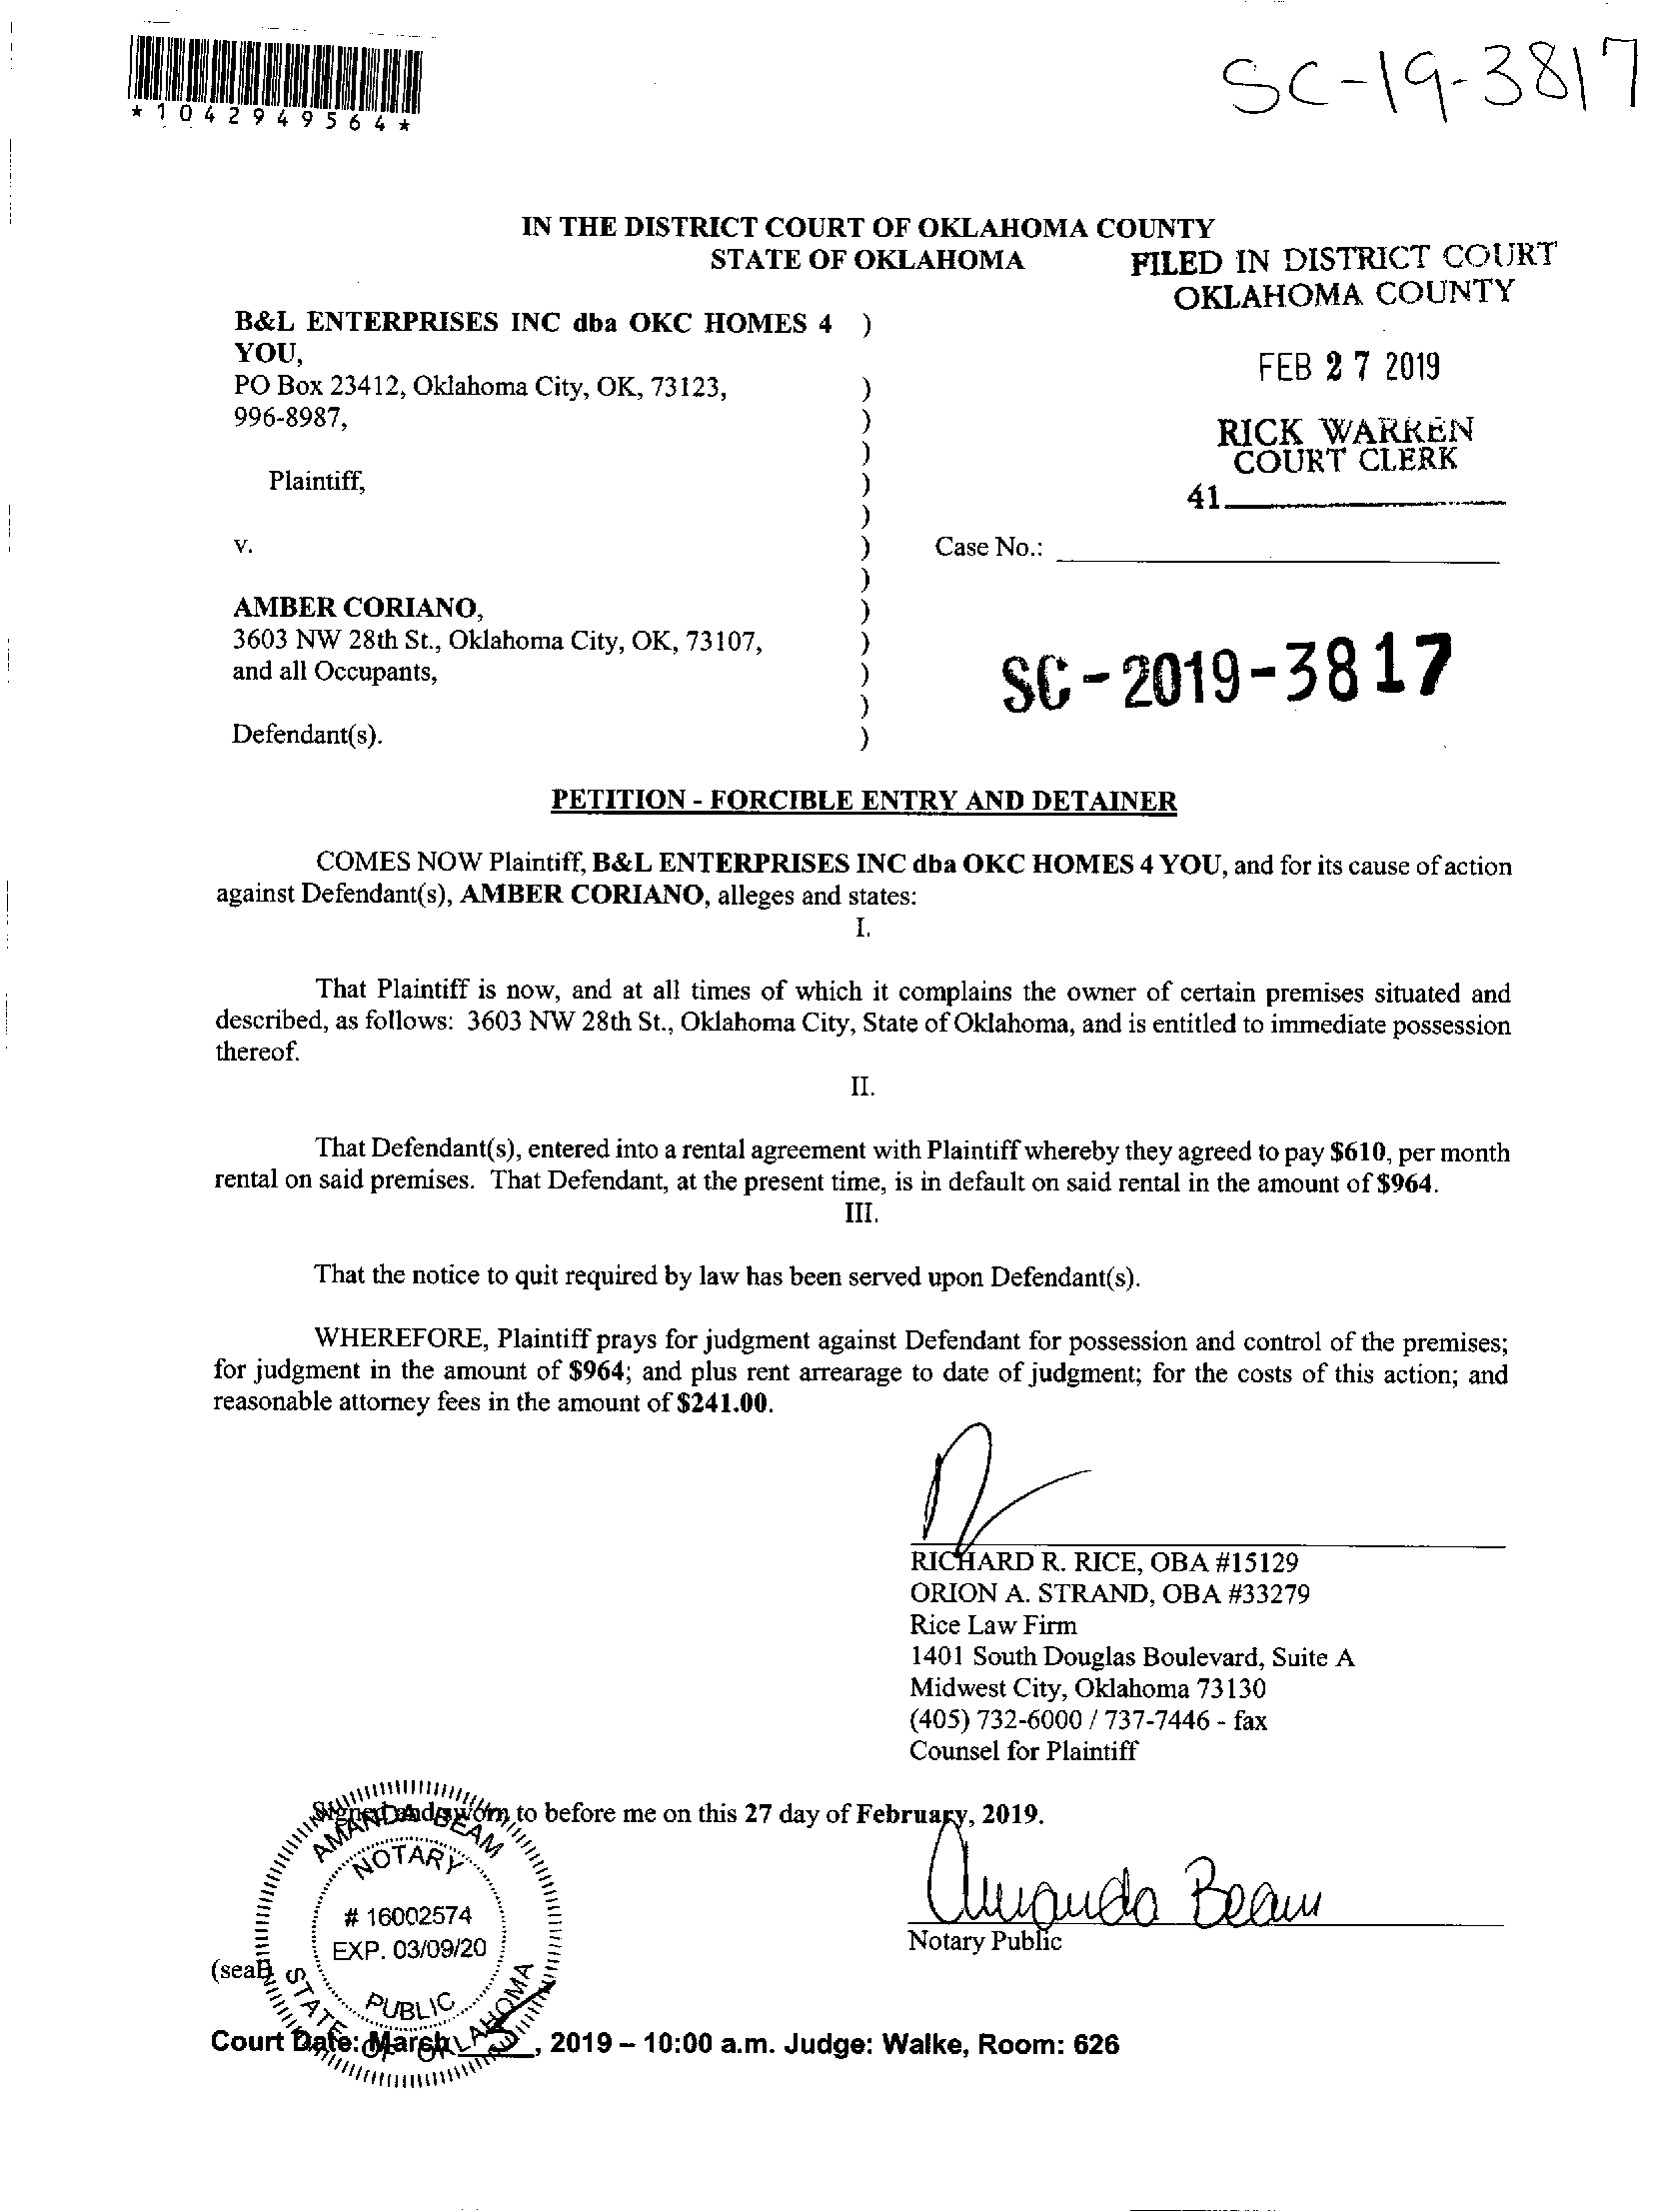 SC-19-3817
*1042949564*
IN THE DISTRICT COURT OF OKLAHOMA COUNTY
STATE OF OKLAHOMA
FILED IN DISTRICT COURT
OKLAHOMA COUNTY
B&L ENTERPRISES INC dba OKC HOMES 4 )
YOU,
FEB 27 2019
PO Box 23412, Oklahoma City, OK, 73123, )
996-8987, )
RICK WARREN
COURT CLERK
)
Plaintiff, )
41
)
v. ) Case No.:
)
AMBER CORIANO, )
3603 NW 28th St., Oklahoma City, OK, 73107, )
and all Occupants, )
SC-2019-3817
)
Defendant(s). )
PETITION - FORCIBLE ENTRY AND DETAINER
COMES NOW Plaintiff, B&L ENTERPRISES INC dba OKC HOMES 4 YOU, and for its cause of action
against Defendant(s), AMBER CORIANO, alleges and states:
I.
That Plaintiff is now, and at all times of which it complains the owner of certain premises situated and
described, as follows: 3603 NW 28th St., Oklahoma City, State of Oklahoma, and is entitled to immediate possession
thereof.
II.
That Defendant(s), entered into a rental agreement with Plaintiff whereby they agreed to pay $610, per month
rental on said premises. That Defendant, at the present time, is in default on said rental in the amount of $964.
III.
That the notice to quit required by law has been served upon Defendant(s).
WHEREFORE, Plaintiff prays for judgment against Defendant for possession and control of the premises;
for judgment in the amount of $964; and plus rent arrearage to date of judgment; for the costs of this action; and
reasonable attorney fees in the amount of $241.00.
RICHARD R. RICE, OBA #15129
ORION A. STRAND, OBA #33279
Rice Law Firm
1401 South Douglas Boulevard, Suite A
Midwest City, Oklahoma 73130
(405) 732-6000 / 737-7446 - fax
Counsel for Plaintiff
Signed and sworn to before me on this 27 day of February, 2019.
AMANDA BEAM
NOTARY
# 16002574
EXP. 03/09/20
PUBLIC
STATE OF OKLAHOMA
Amanda Beam
Notary Public
(seal)
Court Date: March , 2019 – 10:00 a.m. Judge: Walke, Room: 626